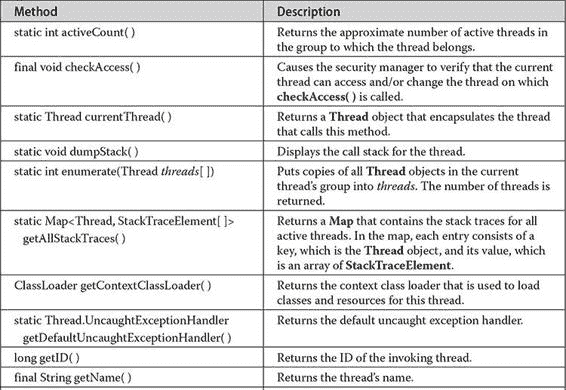 Method Description
static int activeCount( ) Returns the approximate number of active threads in
the group to which the thread belongs.
final void checkAccess( ) Causes the security manager to verify that the current
thread can access and/or change the thread on which
checkAccess( ) is called.
static Thread currentThread( ) Returns a Thread object that encapsulates the thread
that calls this method.
static void dumpStack( ) Displays the call stack for the thread.
static int enumerate(Thread threads[ ]) Puts copies of all Thread objects in the current
thread's group into threads. The number of threads is
returned.
static Map<Thread, StackTraceElement[ ]> Returns a Map that contains the stack traces for all
getAllStackTraces( ) active threads. In the map, each entry consists of a
key, which is the Thread object, and its value, which
is an array of StackTraceElement.
ClassLoader getContextClassLoader( ) Returns the context class loader that is used to load
classes and resources for this thread.
static Thread.UncaughtExceptionHandler Returns the default uncaught exception handler.
getDefaultUncaughtExceptionHandler( )
long getID( ) Returns the ID of the invoking thread.
final String getName( ) Returns the thread's name.